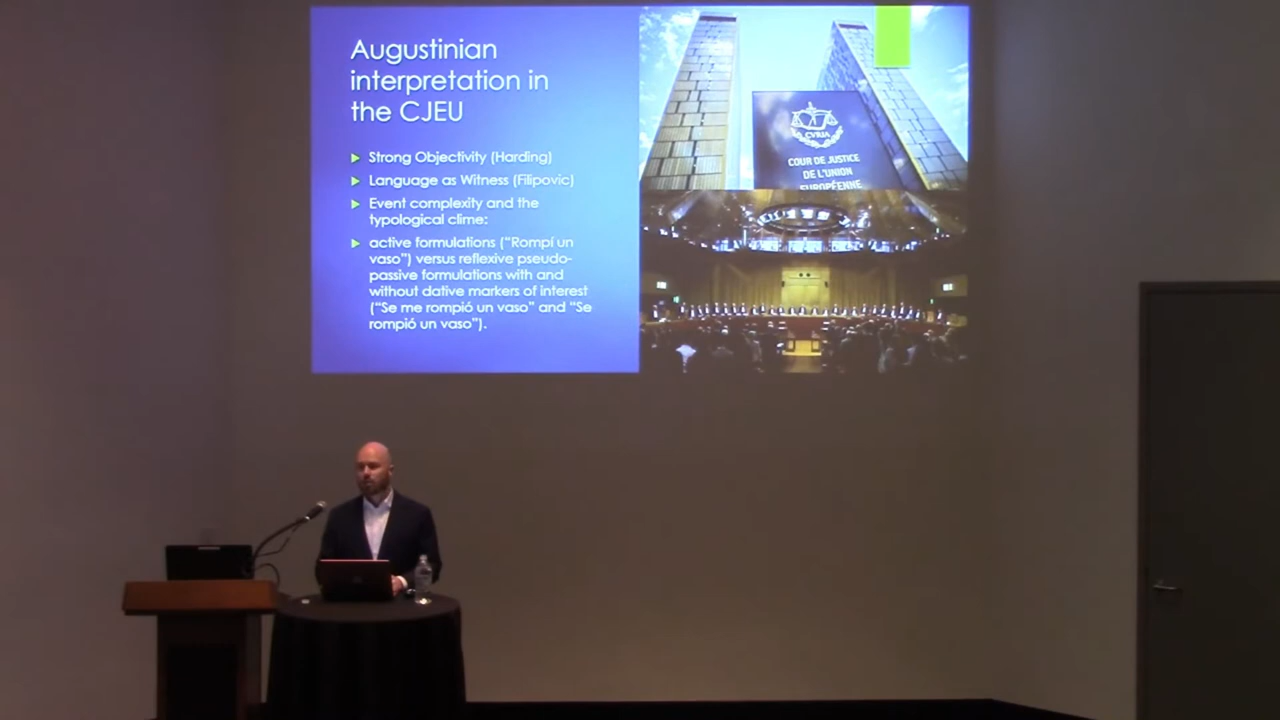 Augustinian
interpretation in
the CJEU
Strong Objectivity (Harding)
Language as Witness (Filipovic)
Event complexity and the
typological clime:
active formulations (“Rompí un
vaso”) versus reflexive pseudo-
passive formulations with and
without dative markers of interest
(“Se me rompió un vaso” and “Se
rompió un vaso”).
CVRIA
COUR DE JUSTICE
DE L'UNION
EUROPÉENNE